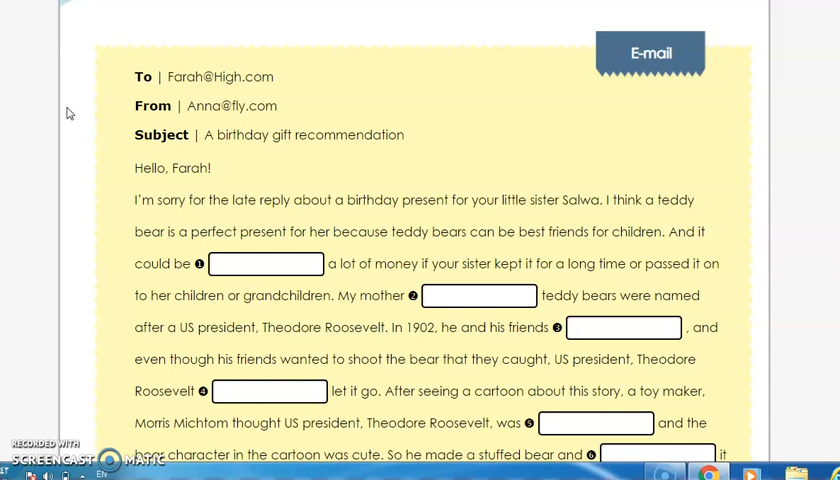 E-mail
To | Farah@High.com
From | Anna@fly.com
Subject | A birthday gift recommendation
Hello, Farah!
I'm sorry for the late reply about a birthday present for your little sister Salwa. I think a teddy
bear is a perfect present for her because teddy bears can be best friends for children. And it
could be ❶ a lot of money if your sister kept it for a long time or passed it on
to her children or grandchildren. My mother ❷ teddy bears were named
after a US president, Theodore Roosevelt. In 1902, he and his friends ❸ , and
even though his friends wanted to shoot the bear that they caught, US president, Theodore
Roosevelt ❹ let it go. After seeing a cartoon about this story, a toy maker,
Morris Michtom thought US president, Theodore Roosevelt, was ❺ and the
character in the cartoon was cute. So he made a stuffed bear and ❻ it
RECORDED WITH
SCREENCAST MATIC
EN